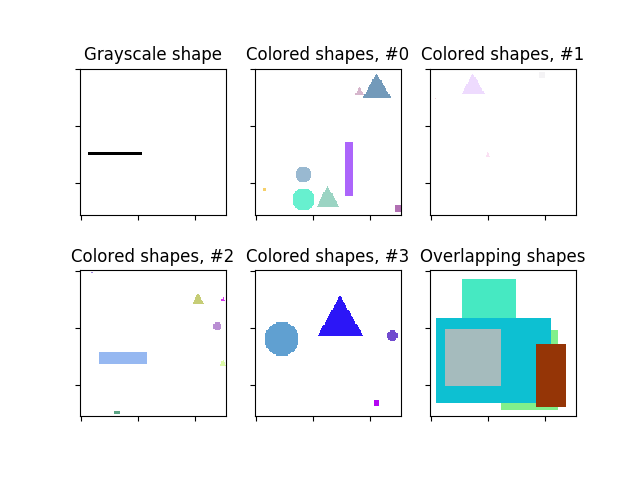 Grayscale shape
Colored shapes, #0
Colored shapes, #1
Colored shapes, #2
Colored shapes, #3
Overlapping shapes